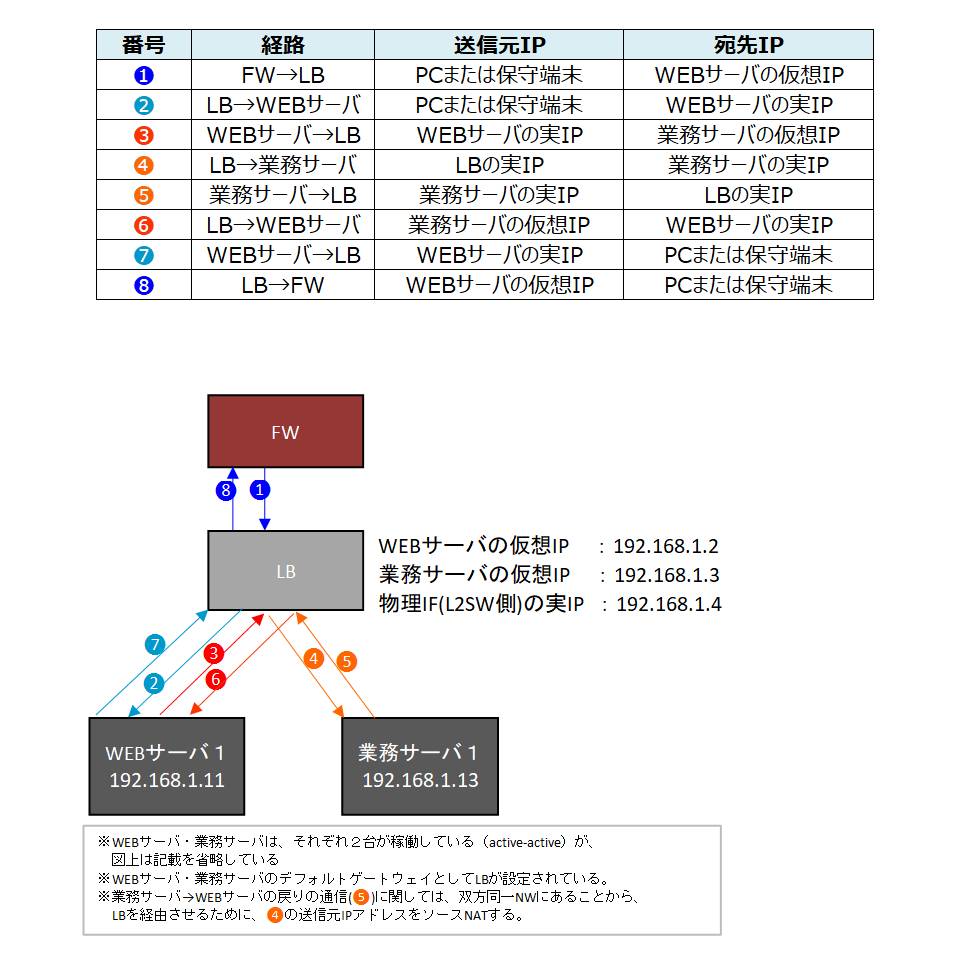 番号 経路 送信元IP 宛先IP
❶ FW→LB PCまたは保守端末 WEBサーバの仮想IP
❷ LB→WEBサーバ PCまたは保守端末 WEBサーバの実IP
❸ WEBサーバ→LB WEBサーバの実IP 業務サーバの仮想IP
❹ LB→業務サーバ LBの実IP 業務サーバの実IP
❺ 業務サーバ→LB 業務サーバの実IP LBの実IP
❻ LB→WEBサーバ 業務サーバの仮想IP WEBサーバの実IP
❼ WEBサーバ→LB WEBサーバの実IP PCまたは保守端末
❽ LB→FW WEBサーバの仮想IP PCまたは保守端末
FW
❽ ❶
LB
WEBサーバの仮想IP : 192.168.1.2
業務サーバの仮想IP : 192.168.1.3
物理IF(L2SW側)の実IP : 192.168.1.4
❼ ❸ ❹ ❺
❷ ❻
WEBサーバ1
192.168.1.11
業務サーバ1
192.168.1.13
※WEBサーバ・業務サーバは、それぞれ２台が稼働している（active-active）が、
図上は記載を省略している
※WEBサーバ・業務サーバのデフォルトゲートウェイとしてLBが設定されている。
※業務サーバ→WEBサーバの戻りの通信(❺)に関しては、双方同一NWにあることから、
LBを経由させるために、❹の送信元IPアドレスをソースNATする。